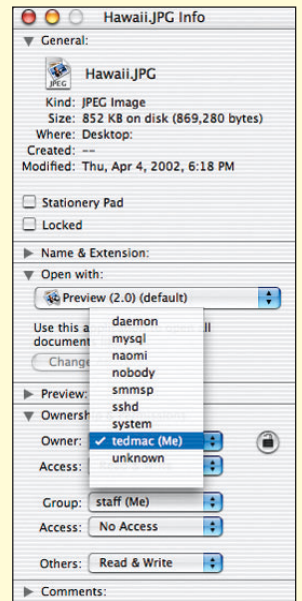 Hawaii.JPG Info
General:
JPEG
Hawaii.JPG
Kind: JPEG Image
Size: 852 KB on disk (869,280 bytes)
Where: Desktop:
Created: --
Modified: Thu, Apr 4, 2002, 6:18 PM
Stationery Pad
Locked
Name & Extension:
Open with:
Preview (2.0) (default)
Use this a all
document
Change
Preview:
Ownersh
daemon
mysql
naomi
nobody
smmsp
sshd
system
Owner: ✓ tedmac (Me)
unknown
Access:
Group: staff (Me)
Access: No Access
Others: Read & Write
Comments: